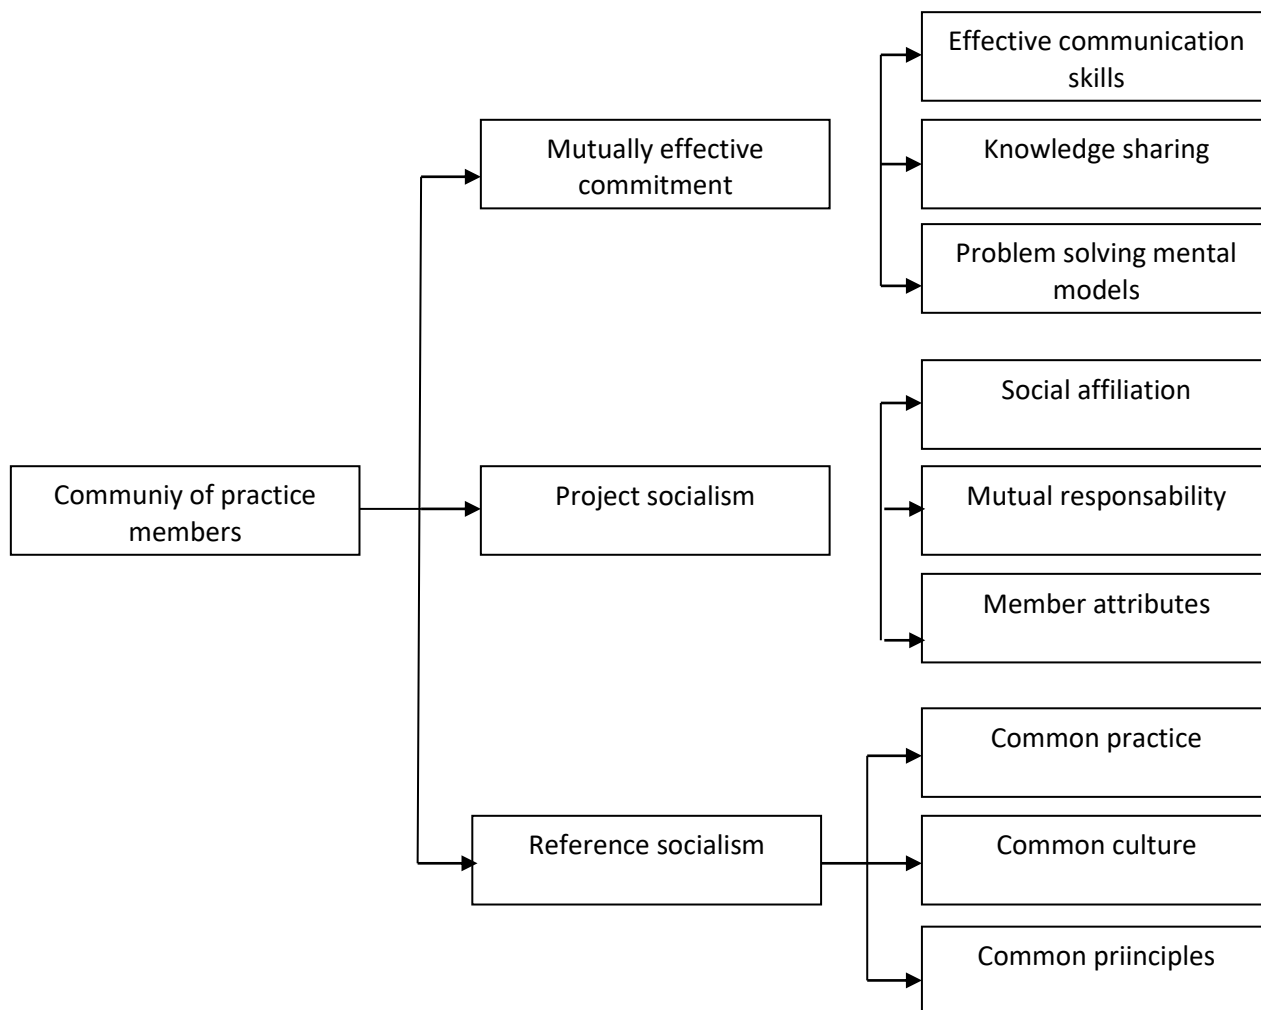 Effective communication
skills
Mutually effective
commitment
Knowledge sharing
Problem solving mental
models
Social affiliation
Communiy of practice
members
Project socialism
Mutual responsability
Member attributes
Common practice
Reference socialism
Common culture
Common priinciples